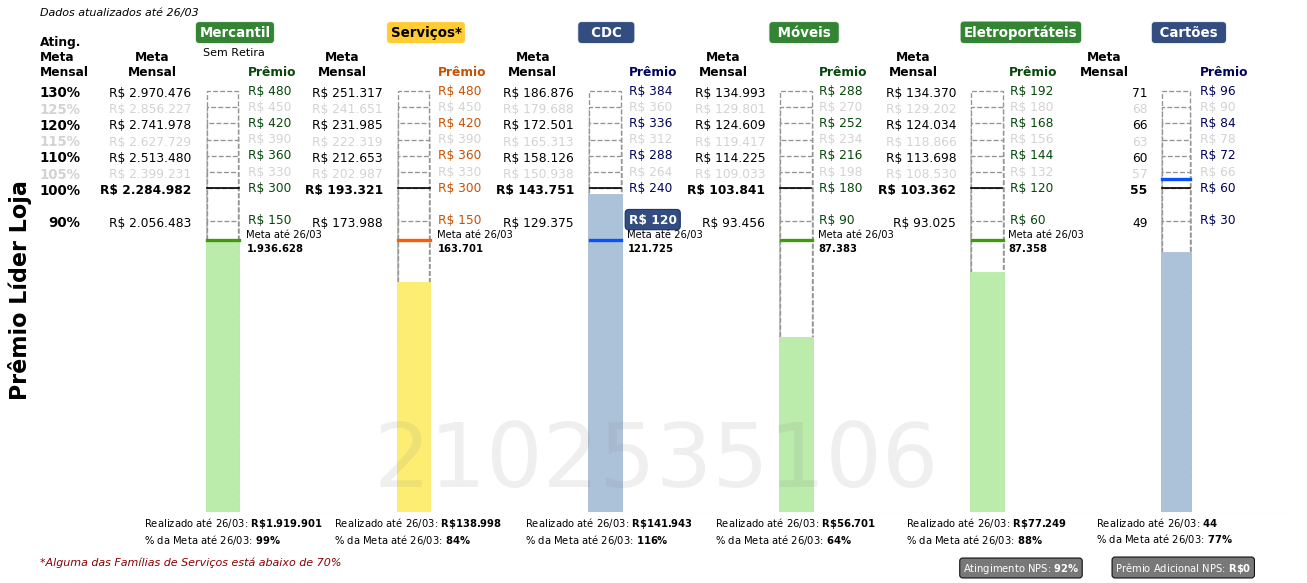 Dados atualizados até 26/03
Mercantil Serviços* CDC Móveis Eletroportáteis Cartões
Sem Retira
Ating. Meta Mensal
Meta Mensal Prêmio Meta Mensal Prêmio Meta Mensal Prêmio Meta Mensal Prêmio Meta Mensal Prêmio Meta Mensal Prêmio
130% R$ 2.970.476 R$ 480 R$ 251.317 R$ 480 R$ 186.876 R$ 384 R$ 134.993 R$ 288 R$ 134.370 R$ 192 71 R$ 96
125% R$ 2.856.227 R$ 450 R$ 241.651 R$ 450 R$ 179.688 R$ 360 R$ 129.801 R$ 270 R$ 129.202 R$ 180 68 R$ 90
120% R$ 2.741.978 R$ 420 R$ 231.985 R$ 420 R$ 172.501 R$ 336 R$ 124.609 R$ 252 R$ 124.034 R$ 168 66 R$ 84
115% R$ 2.627.729 R$ 390 R$ 222.319 R$ 390 R$ 165.313 R$ 312 R$ 119.417 R$ 234 R$ 118.866 R$ 156 63 R$ 78
110% R$ 2.513.480 R$ 360 R$ 212.653 R$ 360 R$ 158.126 R$ 288 R$ 114.225 R$ 216 R$ 113.698 R$ 144 60 R$ 72
105% R$ 2.399.231 R$ 330 R$ 202.987 R$ 330 R$ 150.938 R$ 264 R$ 109.033 R$ 198 R$ 108.530 R$ 132 57 R$ 66
100% R$ 2.284.982 R$ 300 R$ 193.321 R$ 300 R$ 143.751 R$ 240 R$ 103.841 R$ 180 R$ 103.362 R$ 120 55 R$ 60
90% R$ 2.056.483 R$ 150 R$ 173.988 R$ 150 R$ 129.375 R$ 120 R$ 93.456 R$ 90 R$ 93.025 R$ 60 49 R$ 30
Meta até 26/03 Meta até 26/03 Meta até 26/03 Meta até 26/03 Meta até 26/03
1.936.628 163.701 121.725 87.383 87.358
Prêmio Líder Loja
2102535106
Realizado até 26/03: R$1.919.901 Realizado até 26/03: R$138.998 Realizado até 26/03: R$141.943 Realizado até 26/03: R$56.701 Realizado até 26/03: R$77.249 Realizado até 26/03: 44
% da Meta até 26/03: 99% % da Meta até 26/03: 84% % da Meta até 26/03: 116% % da Meta até 26/03: 64% % da Meta até 26/03: 88% % da Meta até 26/03: 77%
*Alguma das Famílias de Serviços está abaixo de 70%
Atingimento NPS: 92% Prêmio Adicional NPS: R$0